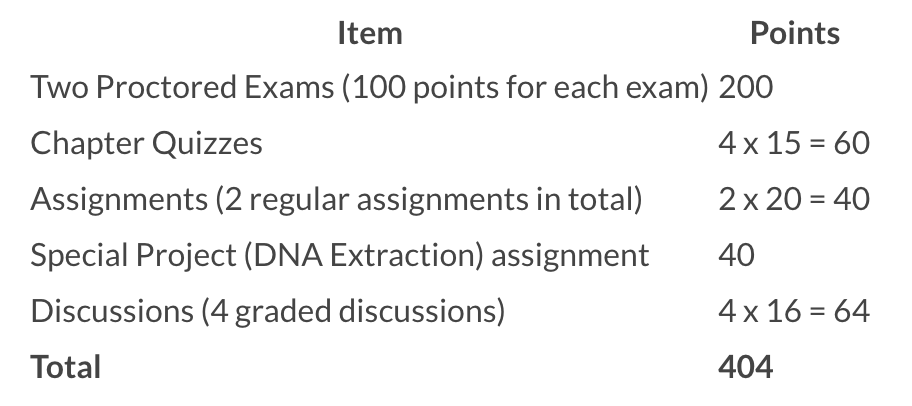 Item Points
Two Proctored Exams (100 points for each exam) 200
Chapter Quizzes 4 x 15 = 60
Assignments (2 regular assignments in total) 2 x 20 = 40
Special Project (DNA Extraction) assignment 40
Discussions (4 graded discussions) 4 x 16 = 64
Total 404